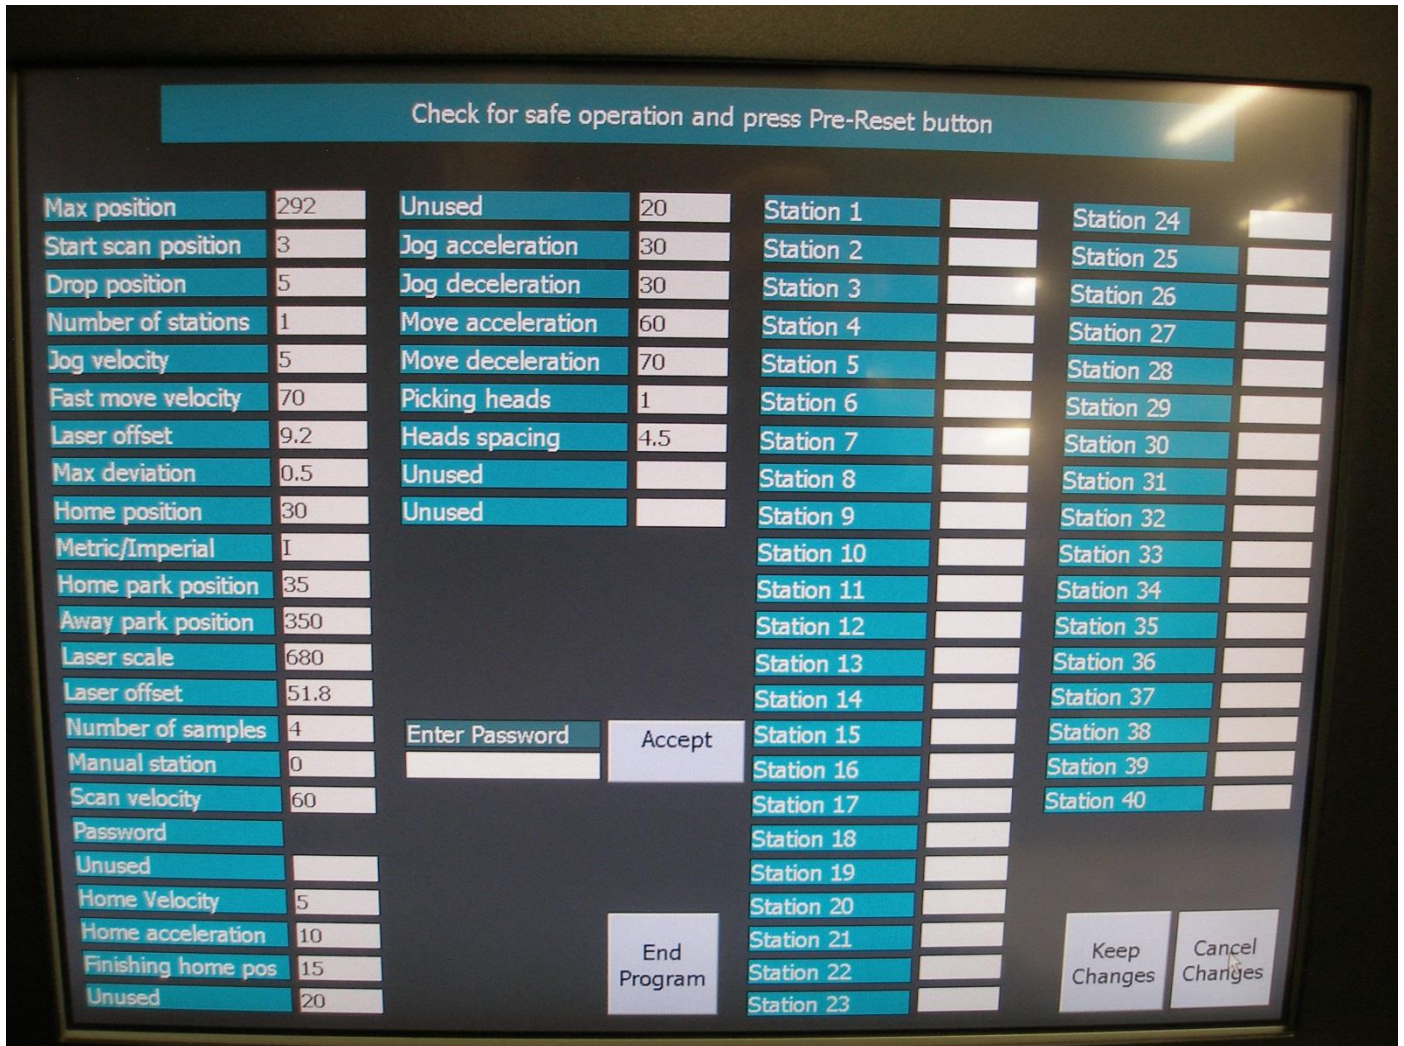 Check for safe operation and press Pre-Reset button
Max position 292
Start scan position 3
Drop position 5
Number of stations 1
Jog velocity 5
Fast move velocity 70
Laser offset 9.2
Max deviation 0.5
Home position 30
Metric/Imperial I
Home park position 35
Away park position 350
Laser scale 680
Laser offset 51.8
Number of samples 4
Manual station 0
Scan velocity 60
Password
Unused
Home Velocity 5
Home acceleration 10
Finishing home pos 15
Unused 20
Unused 20
Jog acceleration 30
Jog deceleration 30
Move acceleration 60
Move deceleration 70
Picking heads 1
Heads spacing 4.5
Unused
Unused
Enter Password
Accept
End
Program
Station 1
Station 2
Station 3
Station 4
Station 5
Station 6
Station 7
Station 8
Station 9
Station 10
Station 11
Station 12
Station 13
Station 14
Station 15
Station 16
Station 17
Station 18
Station 19
Station 20
Station 21
Station 22
Station 23
Station 24
Station 25
Station 26
Station 27
Station 28
Station 29
Station 30
Station 31
Station 32
Station 33
Station 34
Station 35
Station 36
Station 37
Station 38
Station 39
Station 40
Keep
Changes
Cancel
Changes